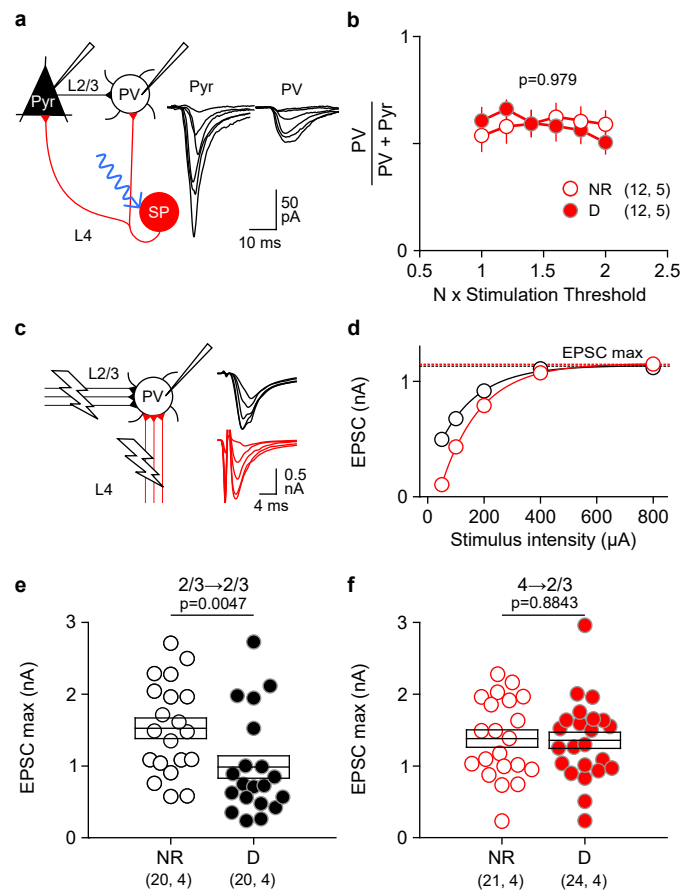 a
Pyr
L2/3
PV
SP
L4
Pyr
PV
50
pA
10 ms
b
PV
PV + Pyr
p=0.979
NR (12, 5)
D (12, 5)
1
0
0.5
1
1.5
2
2.5
N x Stimulation Threshold
c
L2/3
PV
L4
0.5
nA
4 ms
d
EPSC max
EPSC (nA)
1
0
0
200
400
600
800
Stimulus intensity (μA)
e
2/3→2/3
p=0.0047
EPSC max (nA)
3
2
1
0
NR
D
(20, 4)
(20, 4)
f
4→2/3
p=0.8843
EPSC max (nA)
3
2
1
0
NR
D
(21, 4)
(24, 4)